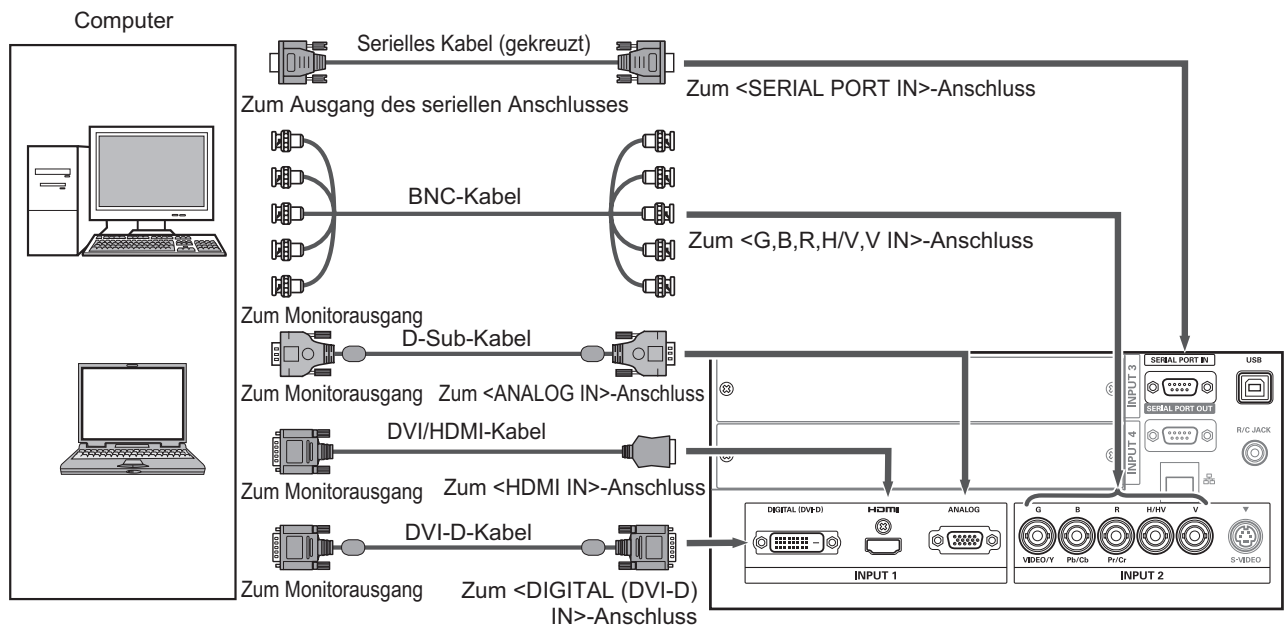 Computer
Serielles Kabel (gekreuzt)
Zum Ausgang des seriellen Anschlusses
Zum <SERIAL PORT IN>-Anschluss
BNC-Kabel
Zum <G,B,R,H/V,V IN>-Anschluss
Zum Monitorausgang
D-Sub-Kabel
Zum Monitorausgang
Zum <ANALOG IN>-Anschluss
DVI/HDMI-Kabel
Zum Monitorausgang
Zum <HDMI IN>-Anschluss
DVI-D-Kabel
Zum Monitorausgang
Zum <DIGITAL (DVI-D)
IN>-Anschluss
SERIAL PORT IN
USB
INPUT 3
SERIAL PORT OUT
INPUT 4
R/C JACK
DIGITAL (DVI-D)
HDMI
ANALOG
INPUT 1
G
B
R
H/HV
V
VIDEO/Y
Pb/Cb
Pr/Cr
S-VIDEO
INPUT 2